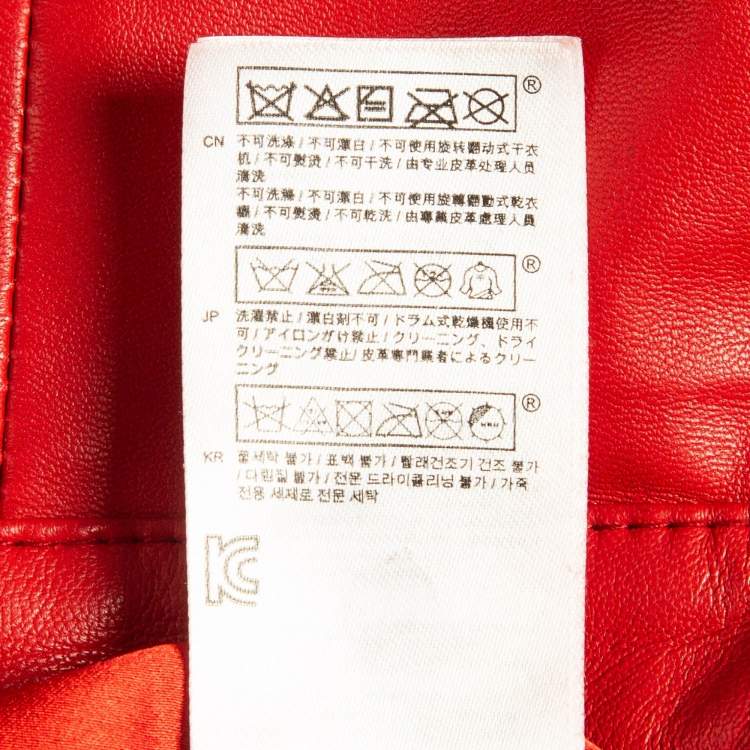 ®
CN 不可洗涤 / 不可漂白 / 不可使用旋转翻动式干衣
机 / 不可熨烫 / 不可干洗 / 由专业皮革处理人员
清洗
不可洗滌 / 不可漂白 / 不可使用旋轉翻動式乾衣
機 / 不可熨燙 / 不可乾洗 / 由專業皮革處理人員
清洗
®
JP 洗濯禁止 / 漂白剤不可 / ドラム式乾燥機使用不
可 / アイロンがけ禁止 / クリーニング、ドライ
クリーニング禁止/ 皮革専門業者によるクリー
ニング
®
KR 물세탁 불가 / 표백 불가 / 빨래건조기 건조 불가
/ 다림질 불가 / 전문 드라이클리닝 불가 / 가죽
전용 세제로 전문 세탁
KC